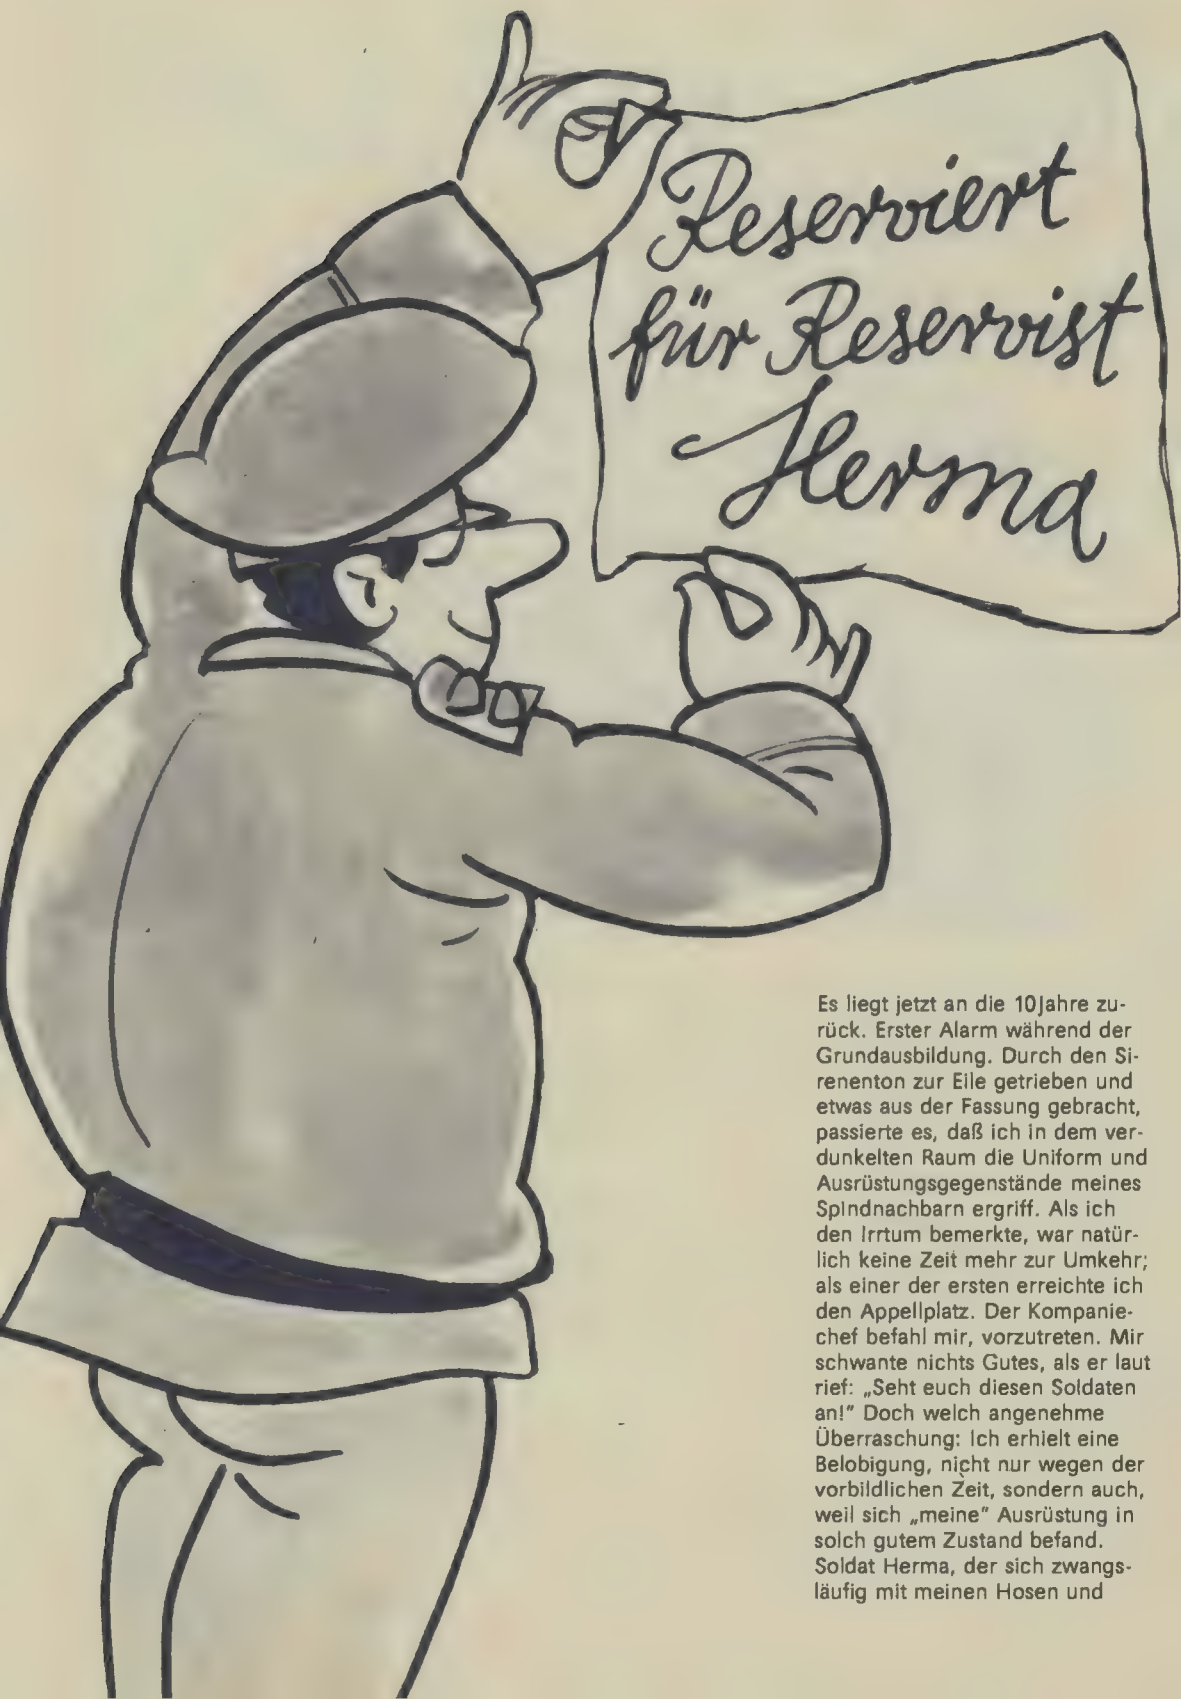 Reserviert
für Reservist
Herma
Es liegt jetzt an die 10 Jahre zu-
rück. Erster Alarm während der
Grundausbildung. Durch den Si-
renenton zur Eile getrieben und
etwas aus der Fassung gebracht,
passierte es, daß ich in dem ver-
dunkelten Raum die Uniform und
Ausrüstungsgegenstände meines
Spindnachbarn ergriff. Als ich
den Irrtum bemerkte, war natür-
lich keine Zeit mehr zur Umkehr;
als einer der ersten erreichte ich
den Appellplatz. Der Kompanie-
chef befahl mir, vorzutreten. Mir
schwante nichts Gutes, als er laut
rief: „Seht euch diesen Soldaten
an!" Doch welch angenehme
Überraschung: Ich erhielt eine
Belobigung, nicht nur wegen der
vorbildlichen Zeit, sondern auch,
weil sich „meine" Ausrüstung in
solch gutem Zustand befand.
Soldat Herma, der sich zwangs-
läufig mit meinen Hosen und